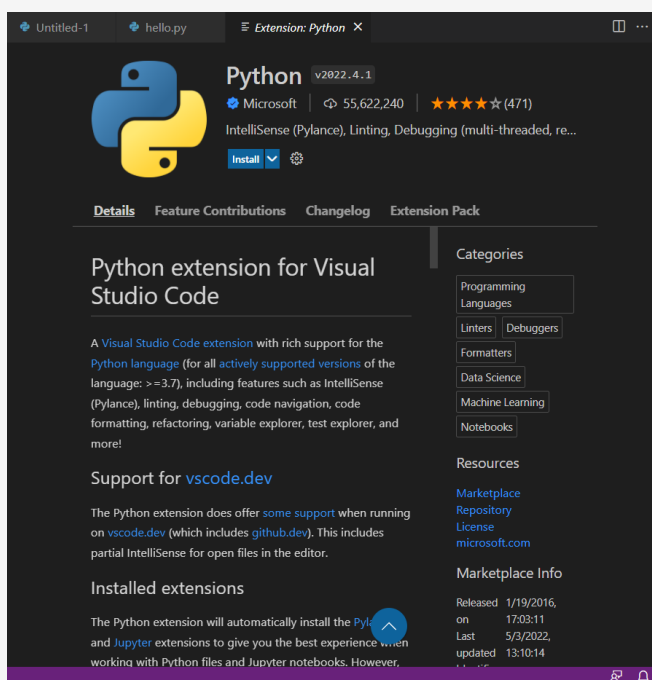 Untitled-1 hello.py Extension: Python
Python v2022.4.1
Microsoft 55,622,240 (471)
IntelliSense (Pylance), Linting, Debugging (multi-threaded, re...
Install
Details Feature Contributions Changelog Extension Pack
Python extension for Visual
Studio Code
A Visual Studio Code extension with rich support for the
Python language (for all actively supported versions of the
language: >=3.7), including features such as IntelliSense
(Pylance), linting, debugging, code navigation, code
formatting, refactoring, variable explorer, test explorer, and
more!
Support for vscode.dev
The Python extension does offer some support when running
on vscode.dev (which includes github.dev). This includes
partial IntelliSense for open files in the editor.
Installed extensions
The Python extension will automatically install the
and Jupyter extensions to give you the best experience when
working with Python files and Jupyter notebooks. However,
Categories
Programming
Languages
Linters Debuggers
Formatters
Data Science
Machine Learning
Notebooks
Resources
Marketplace
Repository
License
microsoft.com
Marketplace Info
Released 1/19/2016,
on 17:03:11
Last 5/3/2022,
updated 13:10:14